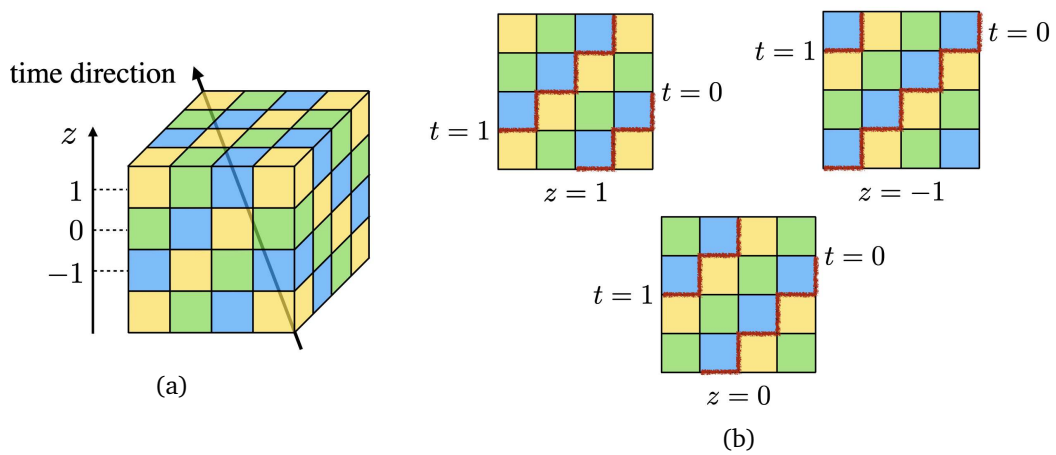 time direction
z
1
0
−1
(a)
t = 1
t = 0
z = 1
t = 1
t = 0
z = −1
t = 1
t = 0
z = 0
(b)